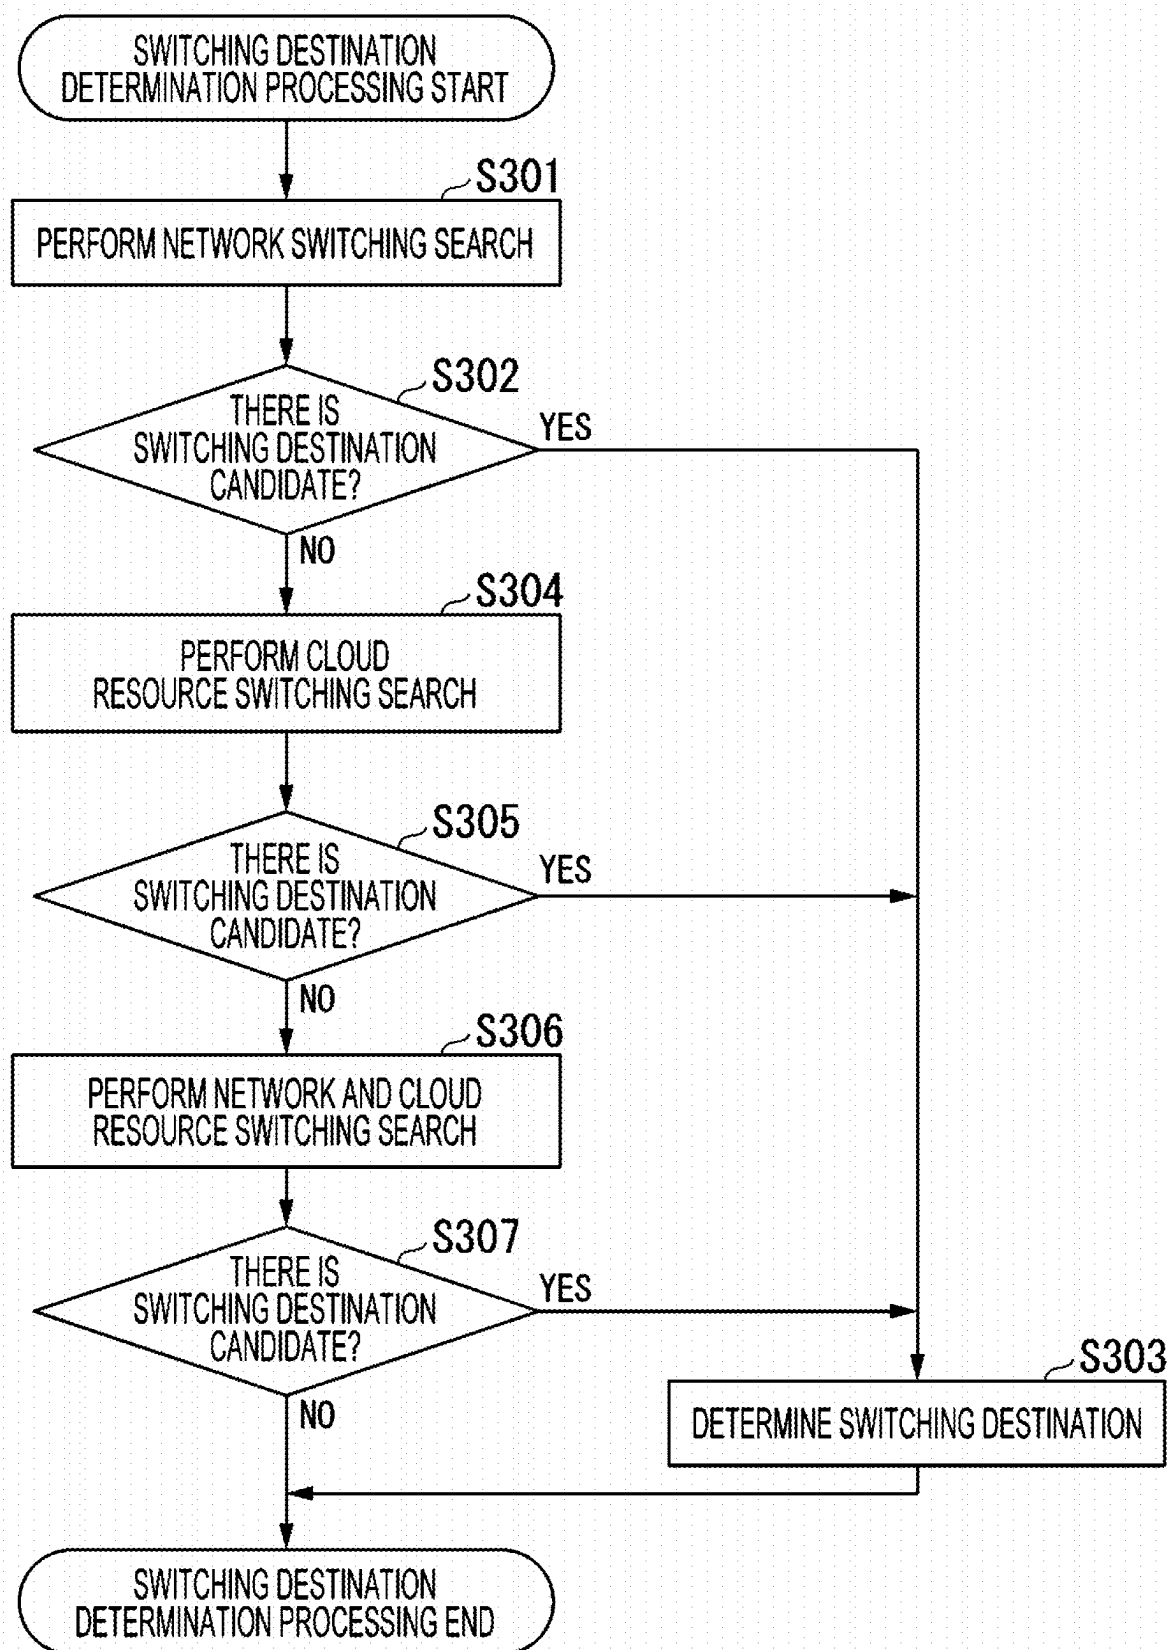 SWITCHING DESTINATION
DETERMINATION PROCESSING START
S301
PERFORM NETWORK SWITCHING SEARCH
S302
THERE IS
SWITCHING DESTINATION
CANDIDATE?
YES
NO
S304
PERFORM CLOUD
RESOURCE SWITCHING SEARCH
S305
THERE IS
SWITCHING DESTINATION
CANDIDATE?
YES
NO
S306
PERFORM NETWORK AND CLOUD
RESOURCE SWITCHING SEARCH
S307
THERE IS
SWITCHING DESTINATION
CANDIDATE?
YES
NO
S303
DETERMINE SWITCHING DESTINATION
SWITCHING DESTINATION
DETERMINATION PROCESSING END